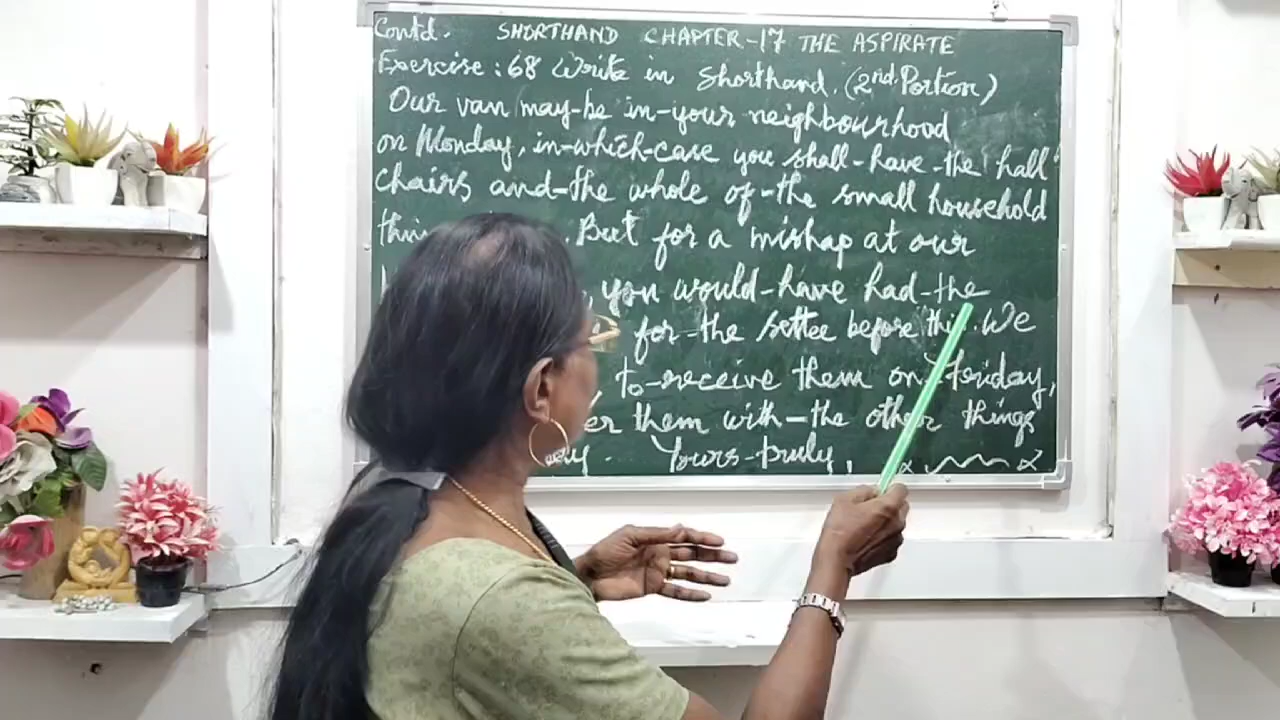 Contd. SHORTHAND CHAPTER-17 THE ASPIRATE
Exercise: 68 Write in Shorthand. (2nd Portion)
Our van may-be in-your neighbourhood
on Monday, in-which-case you shall-have-the hall
chairs and-the whole of-the small household
. But for a mishap at our
, you would-have had-the
for-the settee before this. We
to-receive them on Friday,
them with-the other things
Yours-truly,